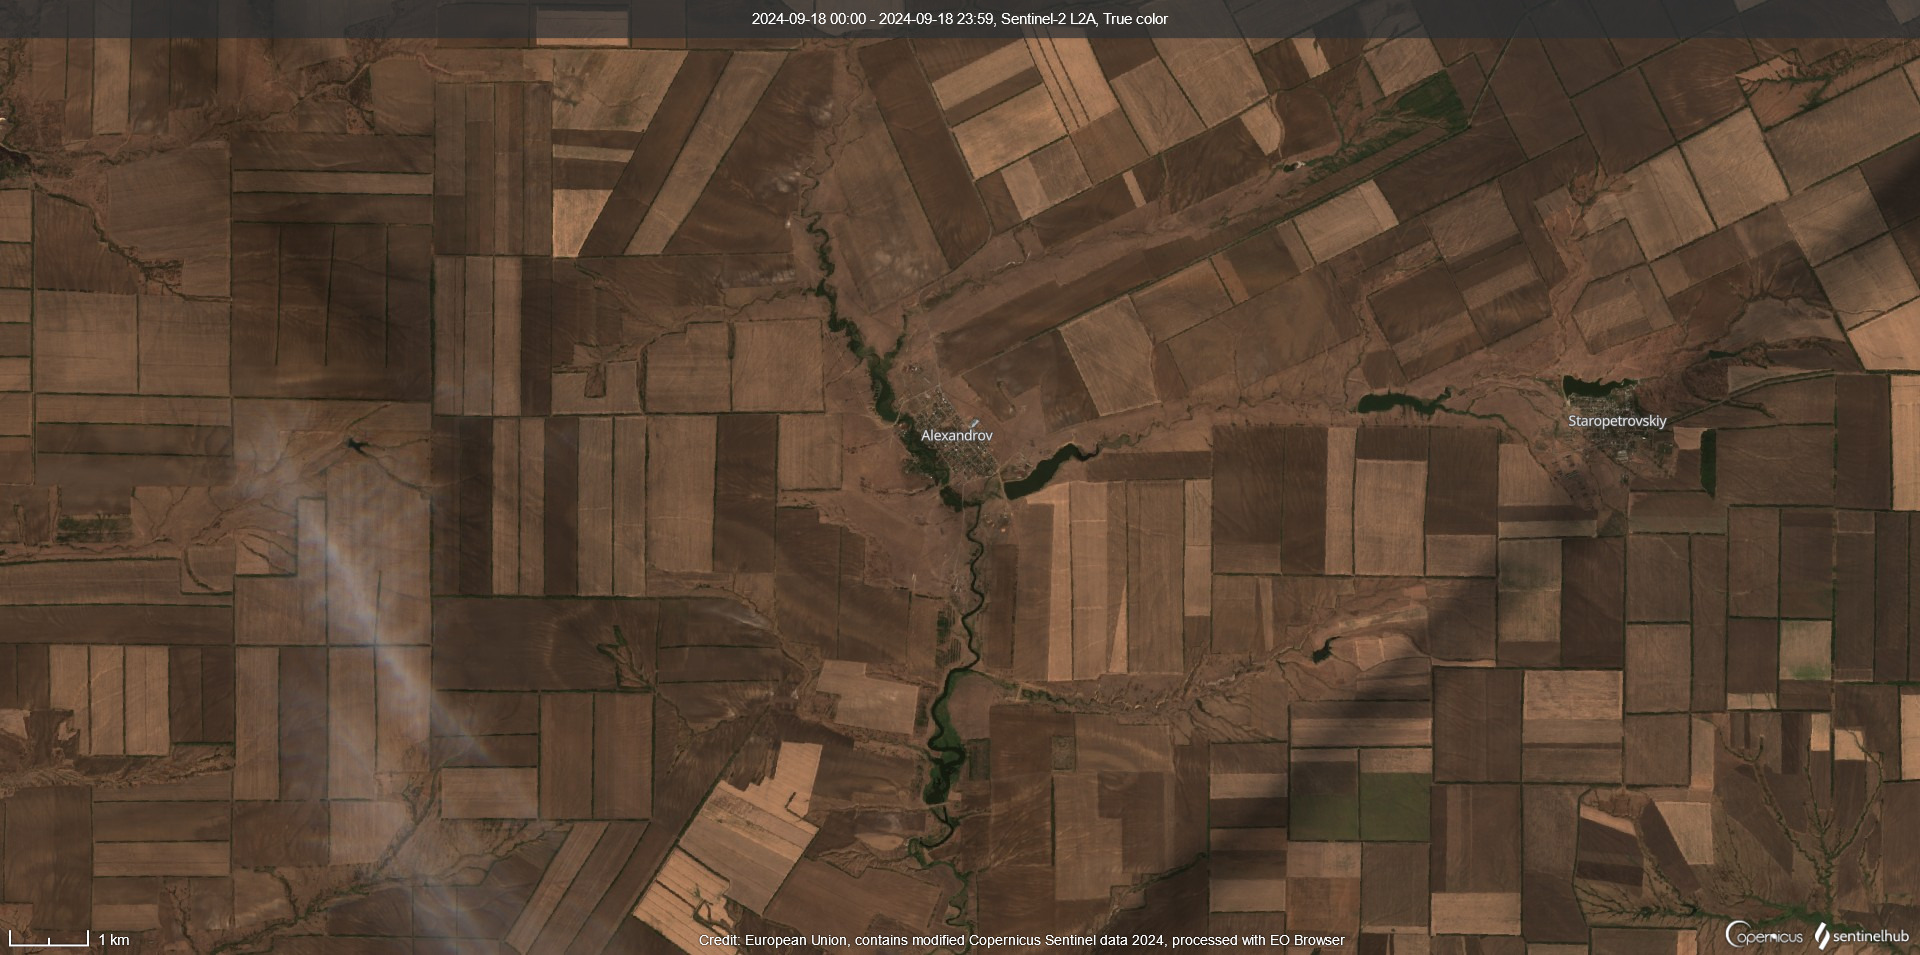 2024-09-18 00:00 - 2024-09-18 23:59, Sentinel-2 L2A, True color
Staropetrovskiy
Alexandrov
1 km
Credit: European Union, contains modified Copernicus Sentinel data 2024, processed with EO Browser
Copernicus
sentinelhub